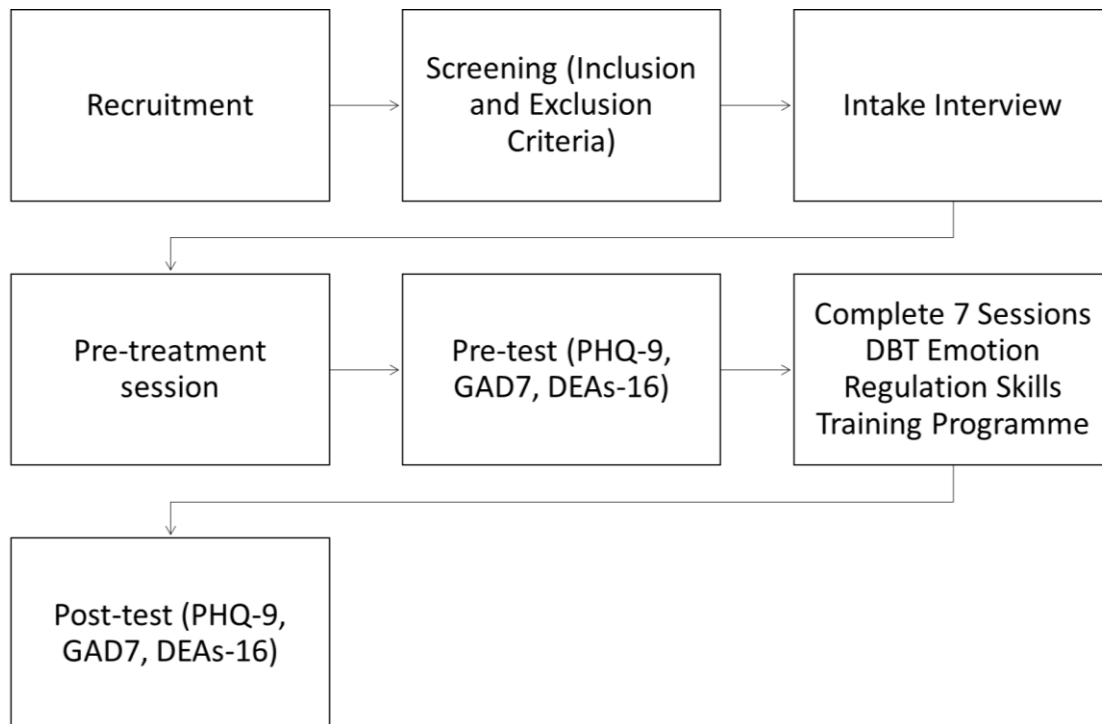 Recruitment
Screening (Inclusion
and Exclusion
Criteria)
Intake Interview
Pre-treatment
session
Pre-test (PHQ-9,
GAD7, DEAs-16)
Complete 7 Sessions
DBT Emotion
Regulation Skills
Training Programme
Post-test (PHQ-9,
GAD7, DEAs-16)